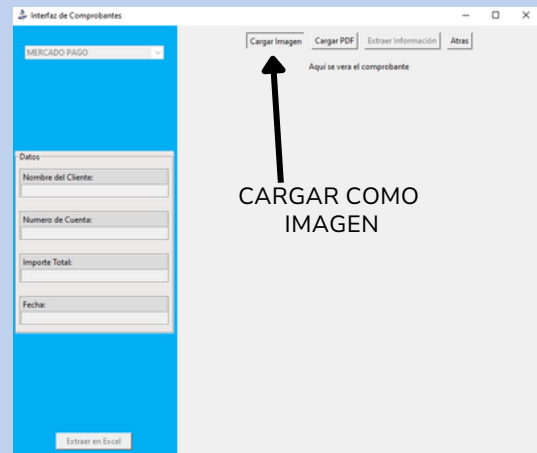 Interfaz de Comprobantes
MERCADO PAGO
Cargar Imagen Cargar PDF Extraer Información Atras
Aquí se vera el comprobante
CARGAR COMO
IMAGEN
Datos
Nombre del Cliente:
Numero de Cuenta:
Importe Total:
Fecha:
Extraer en Excel